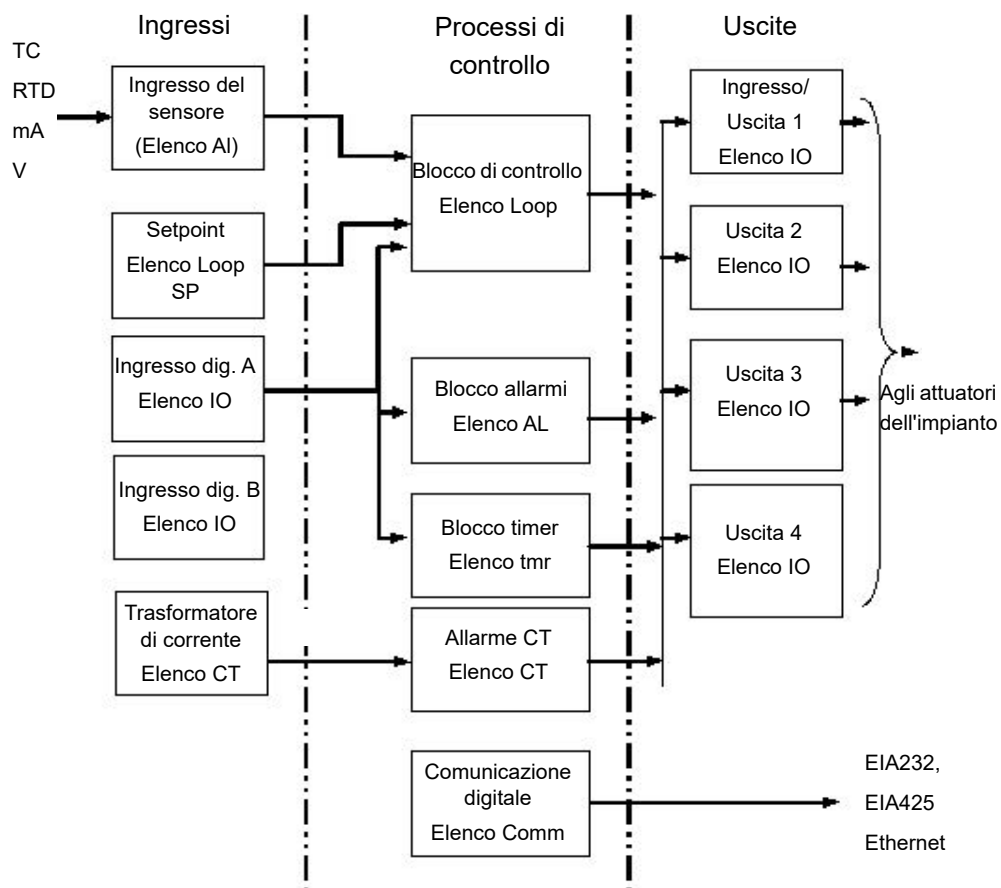 Ingressi
Processi di
controllo
Uscite
TC
RTD
mA
V
Ingresso del
sensore
(Elenco AI)
Setpoint
Elenco Loop
SP
Ingresso dig. A
Elenco IO
Ingresso dig. B
Elenco IO
Trasformatore
di corrente
Elenco CT
Blocco di controllo
Elenco Loop
Blocco allarmi
Elenco AL
Blocco timer
Elenco tmr
Allarme CT
Elenco CT
Comunicazione
digitale
Elenco Comm
Ingresso/
Uscita 1
Elenco IO
Uscita 2
Elenco IO
Uscita 3
Elenco IO
Uscita 4
Elenco IO
Agli attuatori
dell'impianto
EIA232,
EIA425
Ethernet